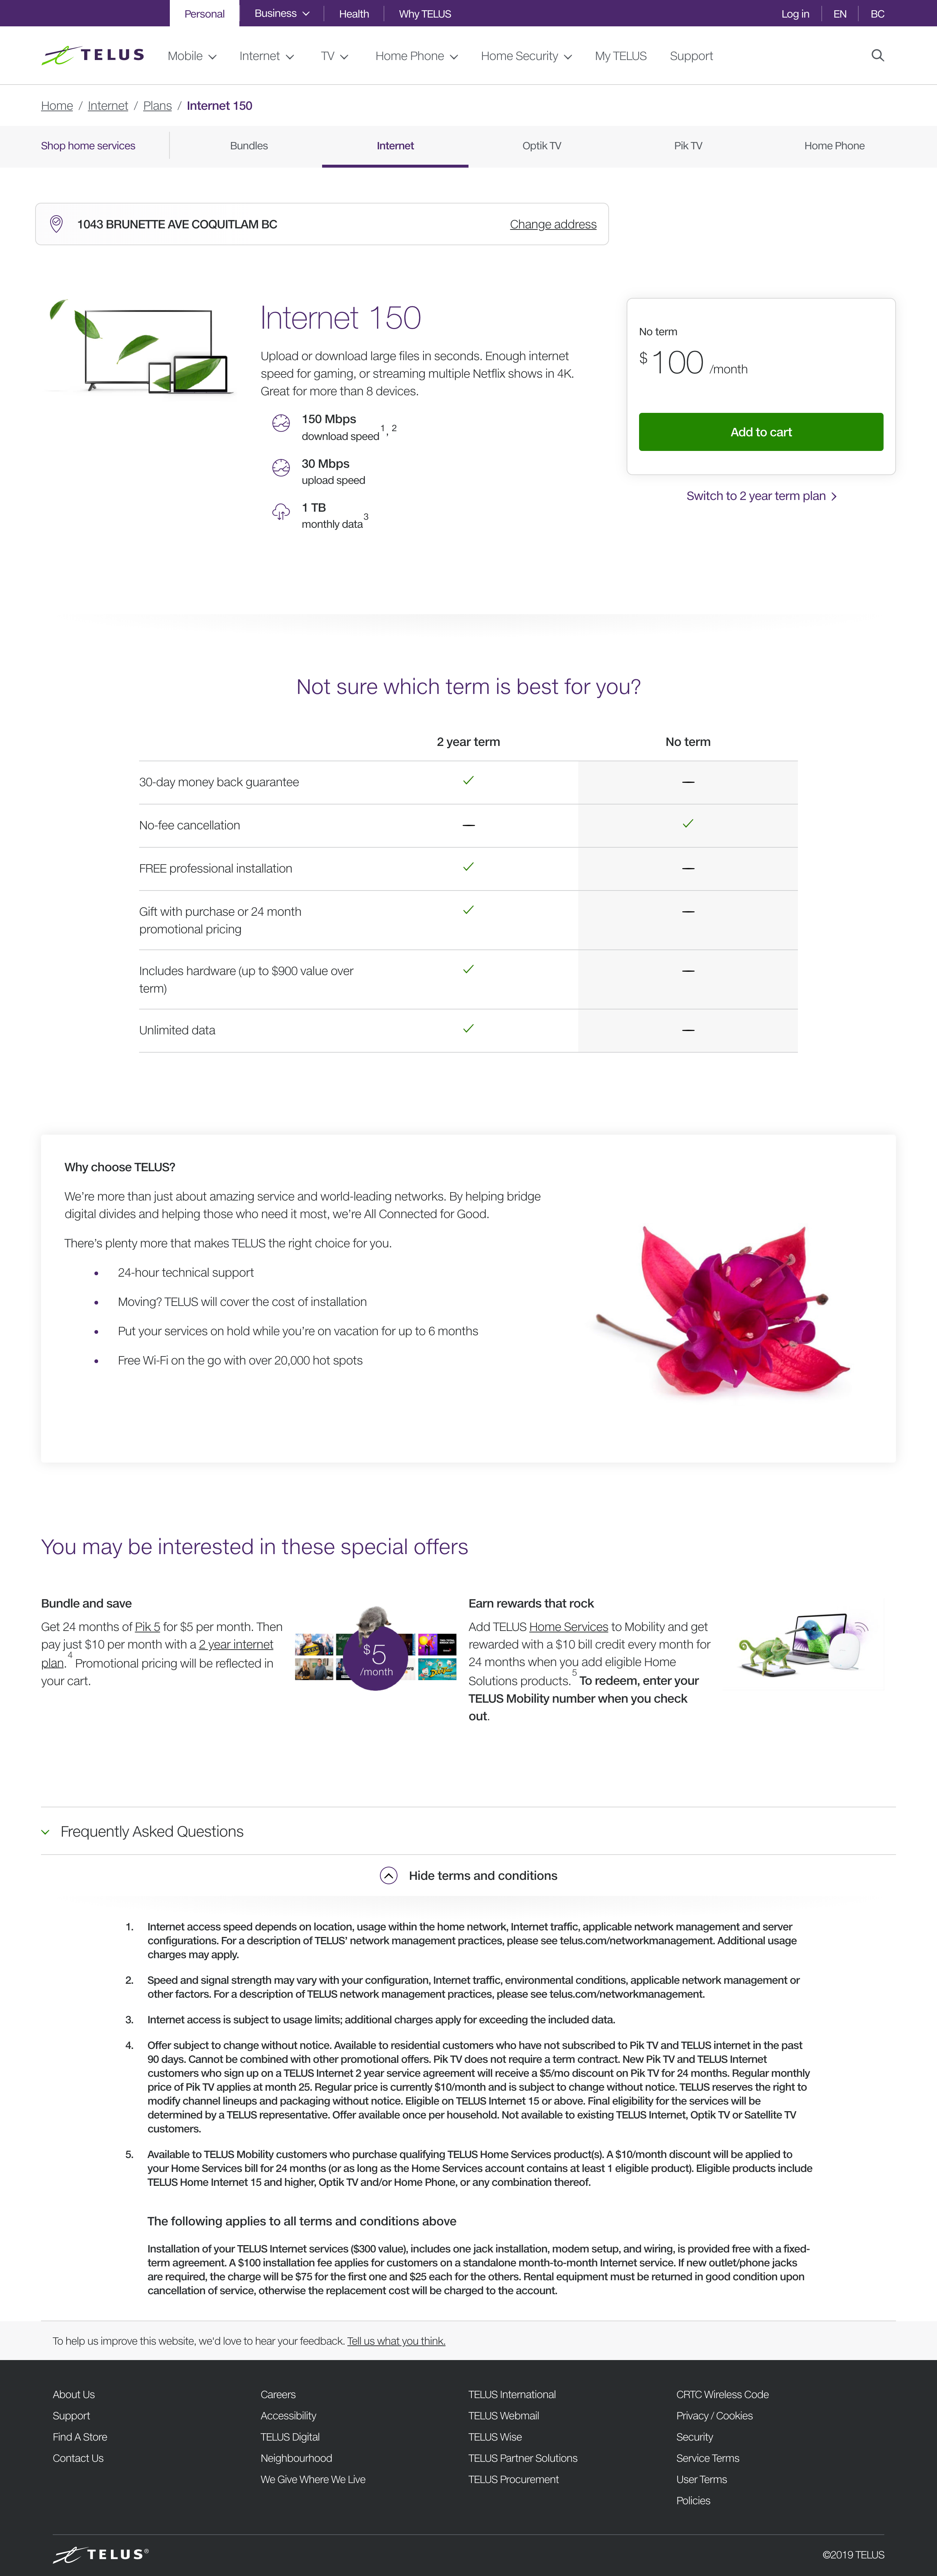 Personal
Business
Health
Why TELUS
Log in
EN
BC
TELUS
Mobile
Internet
TV
Home Phone
Home Security
My TELUS
Support
Home / Internet / Plans / Internet 150
Shop home services
Bundles
Internet
Optik TV
Pik TV
Home Phone
1043 BRUNETTE AVE COQUITLAM BC
Change address
Internet 150
Upload or download large files in seconds. Enough internet
speed for gaming, or streaming multiple Netflix shows in 4K.
Great for more than 8 devices.
150 Mbps
download speed1, 2
30 Mbps
upload speed
1 TB
monthly data3
No term
$100 /month
Add to cart
Switch to 2 year term plan
Not sure which term is best for you?
2 year term
No term
30-day money back guarantee
No-fee cancellation
FREE professional installation
Gift with purchase or 24 month
promotional pricing
Includes hardware (up to $900 value over
term)
Unlimited data
Why choose TELUS?
We're more than just about amazing service and world-leading networks. By helping bridge
digital divides and helping those who need it most, we're All Connected for Good.
There's plenty more that makes TELUS the right choice for you.
• 24-hour technical support
• Moving? TELUS will cover the cost of installation
• Put your services on hold while you're on vacation for up to 6 months
• Free Wi-Fi on the go with over 20,000 hot spots
You may be interested in these special offers
Bundle and save
Get 24 months of Pik 5 for $5 per month. Then
pay just $10 per month with a 2 year internet
plan.4 Promotional pricing will be reflected in
your cart.
$5
/month
Earn rewards that rock
Add TELUS Home Services to Mobility and get
rewarded with a $10 bill credit every month for
24 months when you add eligible Home
Solutions products.5 To redeem, enter your
TELUS Mobility number when you check
out.
Frequently Asked Questions
Hide terms and conditions
1. Internet access speed depends on location, usage within the home network, Internet traffic, applicable network management and server
configurations. For a description of TELUS' network management practices, please see telus.com/networkmanagement. Additional usage
charges may apply.
2. Speed and signal strength may vary with your configuration, Internet traffic, environmental conditions, applicable network management or
other factors. For a description of TELUS network management practices, please see telus.com/networkmanagement.
3. Internet access is subject to usage limits; additional charges apply for exceeding the included data.
4. Offer subject to change without notice. Available to residential customers who have not subscribed to Pik TV and TELUS internet in the past
90 days. Cannot be combined with other promotional offers. Pik TV does not require a term contract. New Pik TV and TELUS Internet
customers who sign up on a TELUS Internet 2 year service agreement will receive a $5/mo discount on Pik TV for 24 months. Regular monthly
price of Pik TV applies at month 25. Regular price is currently $10/month and is subject to change without notice. TELUS reserves the right to
modify channel lineups and packaging without notice. Eligible on TELUS Internet 15 or above. Final eligibility for the services will be
determined by a TELUS representative. Offer available once per household. Not available to existing TELUS Internet, Optik TV or Satellite TV
customers.
5. Available to TELUS Mobility customers who purchase qualifying TELUS Home Services product(s). A $10/month discount will be applied to
your Home Services bill for 24 months (or as long as the Home Services account contains at least 1 eligible product). Eligible products include
TELUS Home Internet 15 and higher, Optik TV and/or Home Phone, or any combination thereof.
The following applies to all terms and conditions above
Installation of your TELUS Internet services ($300 value), includes one jack installation, modem setup, and wiring, is provided free with a fixed-
term agreement. A $100 installation fee applies for customers on a standalone month-to-month Internet service. If new outlet/phone jacks
are required, the charge will be $75 for the first one and $25 each for the others. Rental equipment must be returned in good condition upon
cancellation of service, otherwise the replacement cost will be charged to the account.
To help us improve this website, we'd love to hear your feedback. Tell us what you think.
About Us
Support
Find A Store
Contact Us
Careers
Accessibility
TELUS Digital
Neighbourhood
We Give Where We Live
TELUS International
TELUS Webmail
TELUS Wise
TELUS Partner Solutions
TELUS Procurement
CRTC Wireless Code
Privacy / Cookies
Security
Service Terms
User Terms
Policies
TELUS®
©2019 TELUS